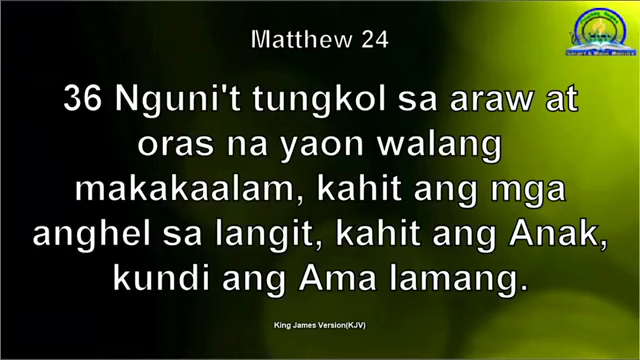 Matthew 24
36 Nguni't tungkol sa araw at
oras na yaon walang
makakaalam, kahit ang mga
anghel sa langit, kahit ang Anak,
kundi ang Ama lamang.
King James Version(KJV)